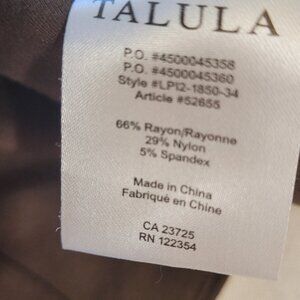 TALULA
P.O. #4500045358
P.O. #4500045360
Style #LPI2-1850-34
Article #52655
66% Rayon/Rayonne
29% Nylon
5% Spandex
Made in China
Fabriqué en Chine
CA 23725
RN 122354